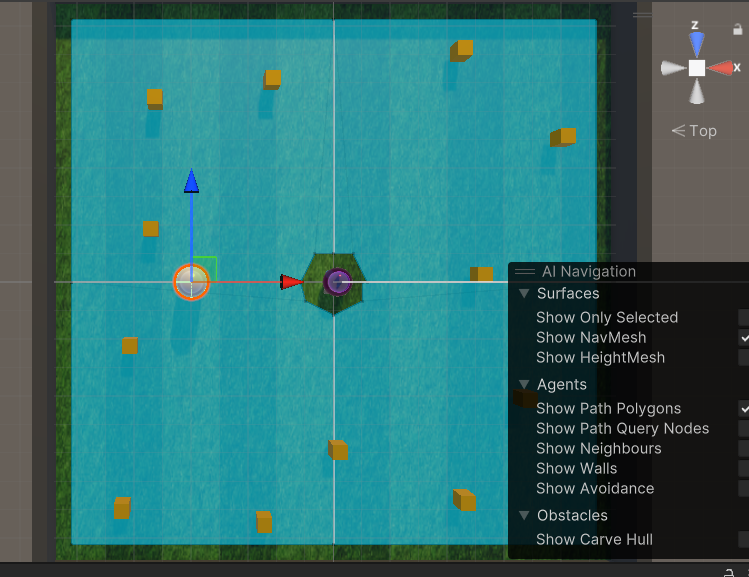 z
x
< Top
AI Navigation
Surfaces
Show Only Selected
Show NavMesh
Show HeightMesh
Agents
Show Path Polygons
Show Path Query Nodes
Show Neighbours
Show Walls
Show Avoidance
Obstacles
Show Carve Hull